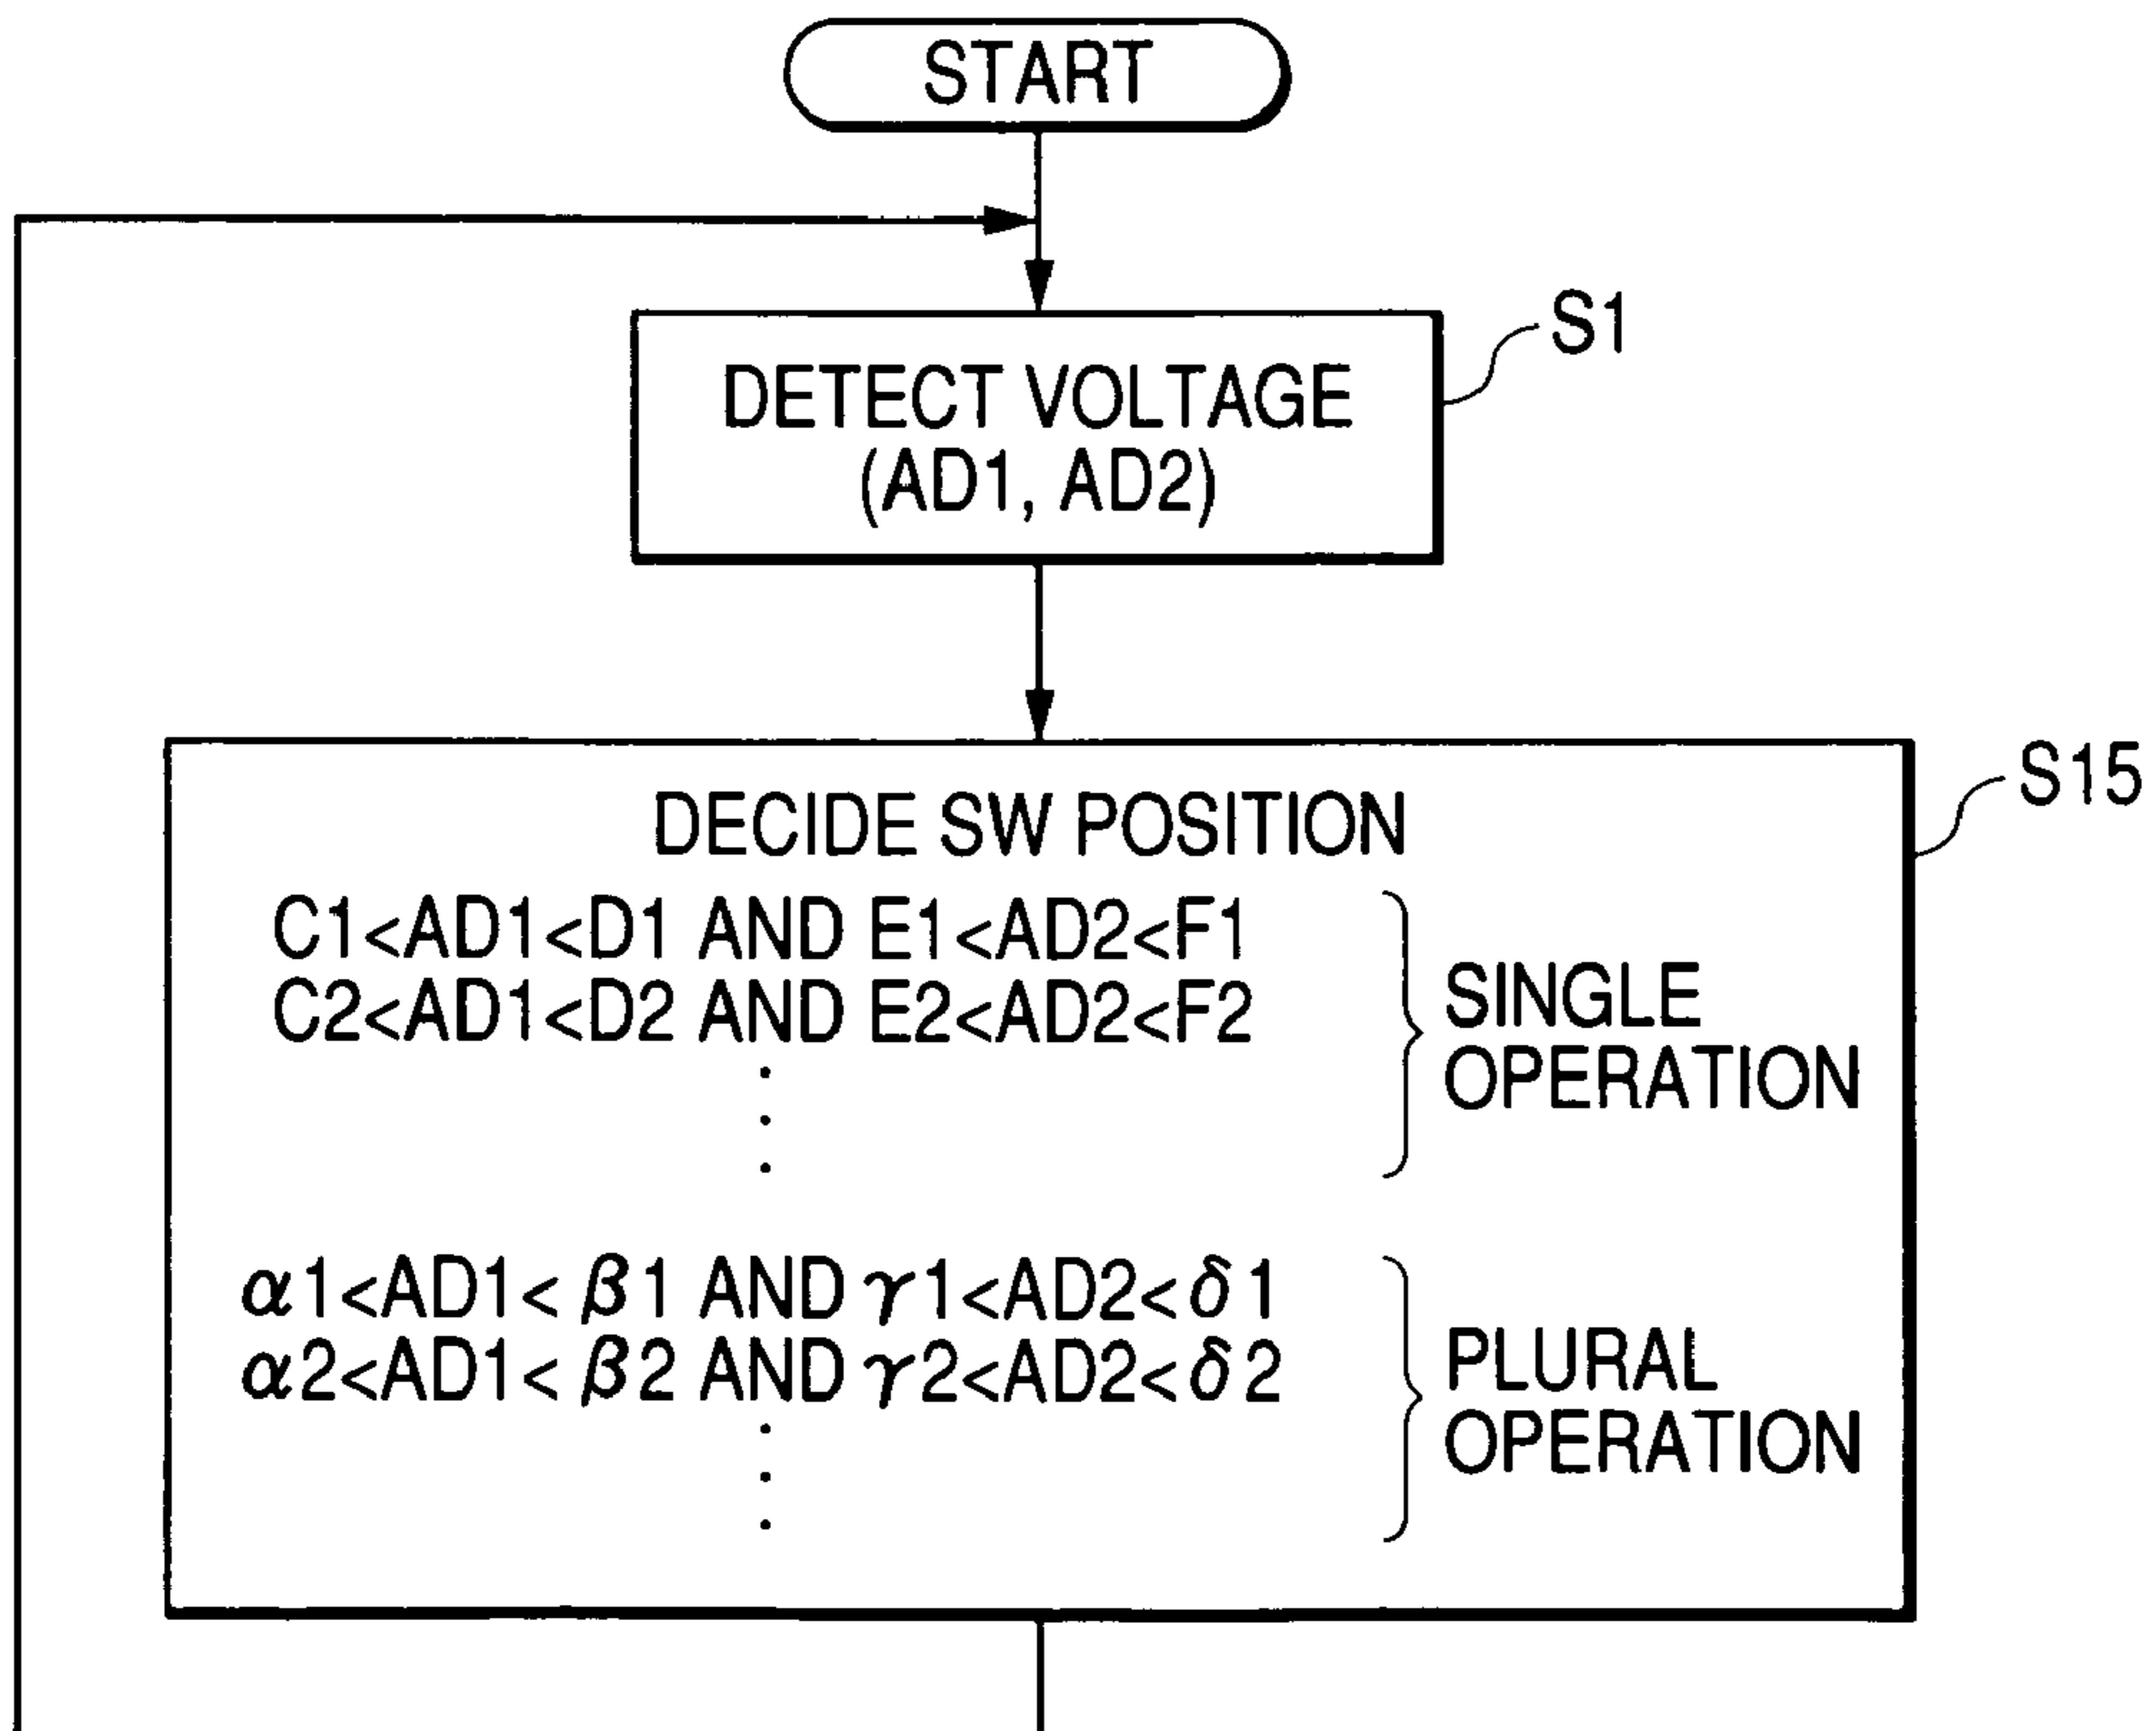 START
S1
DETECT VOLTAGE
(AD1, AD2)
S15
DECIDE SW POSITION
C1<AD1<D1 AND E1<AD2<F1
C2<AD1<D2 AND E2<AD2<F2
.
.
.
SINGLE
OPERATION
α1<AD1<β1 AND γ1<AD2<δ1
α2<AD1<β2 AND γ2<AD2<δ2
.
.
.
PLURAL
OPERATION